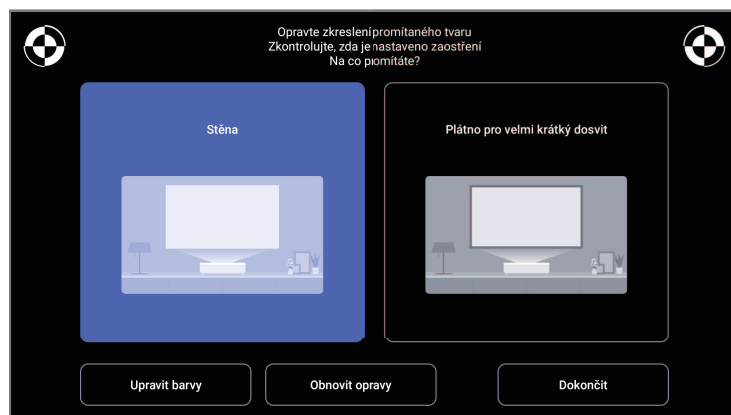 Opravte zkreslení promítaného tvaru
Zkontrolujte, zda je nastaveno zaostření
Na co promítáte?
Stěna
Plátno pro velmi krátký dosvit
Upravit barvy
Obnovit opravy
Dokončit